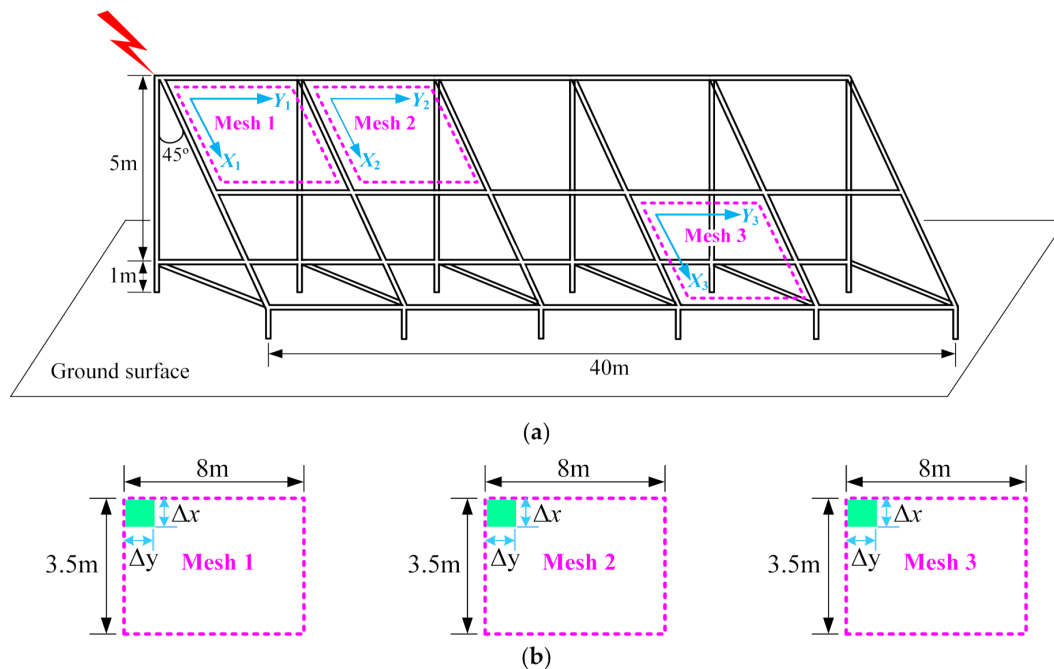 Y1 Y2
Mesh 1 Mesh 2
45° X1 X2
5m
Y3
Mesh 3
1m X3
40m
Ground surface
(a)
8m 8m 8m
Δx Δx Δx
3.5m Δy Mesh 1 3.5m Δy Mesh 2 3.5m Δy Mesh 3
(b)